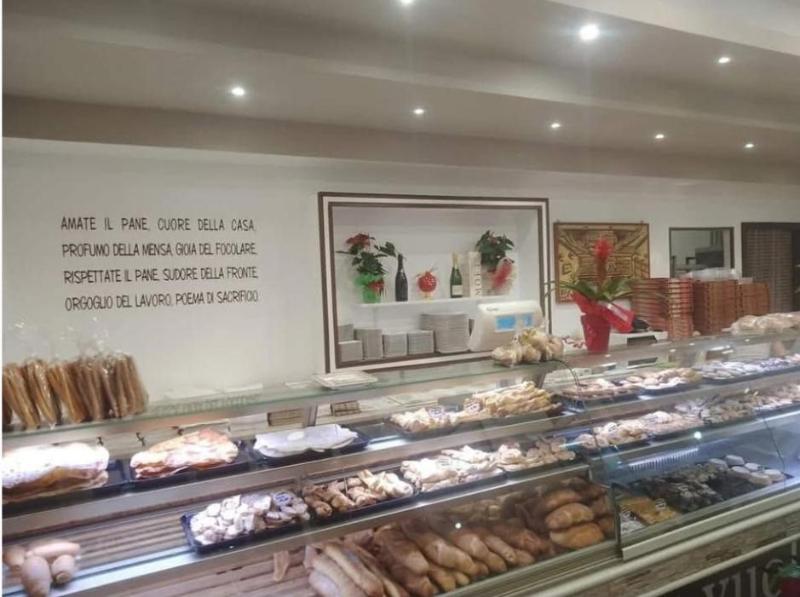 AMATE IL PANE, CUORE DELLA CASA,
PROFUMO DELLA MENSA, GIOIA DEL FOCOLARE,
RISPETTATE IL PANE, SUDORE DELLA FRONTE,
ORGOGLIO DEL LAVORO, POEMA DI SACRIFICIO.